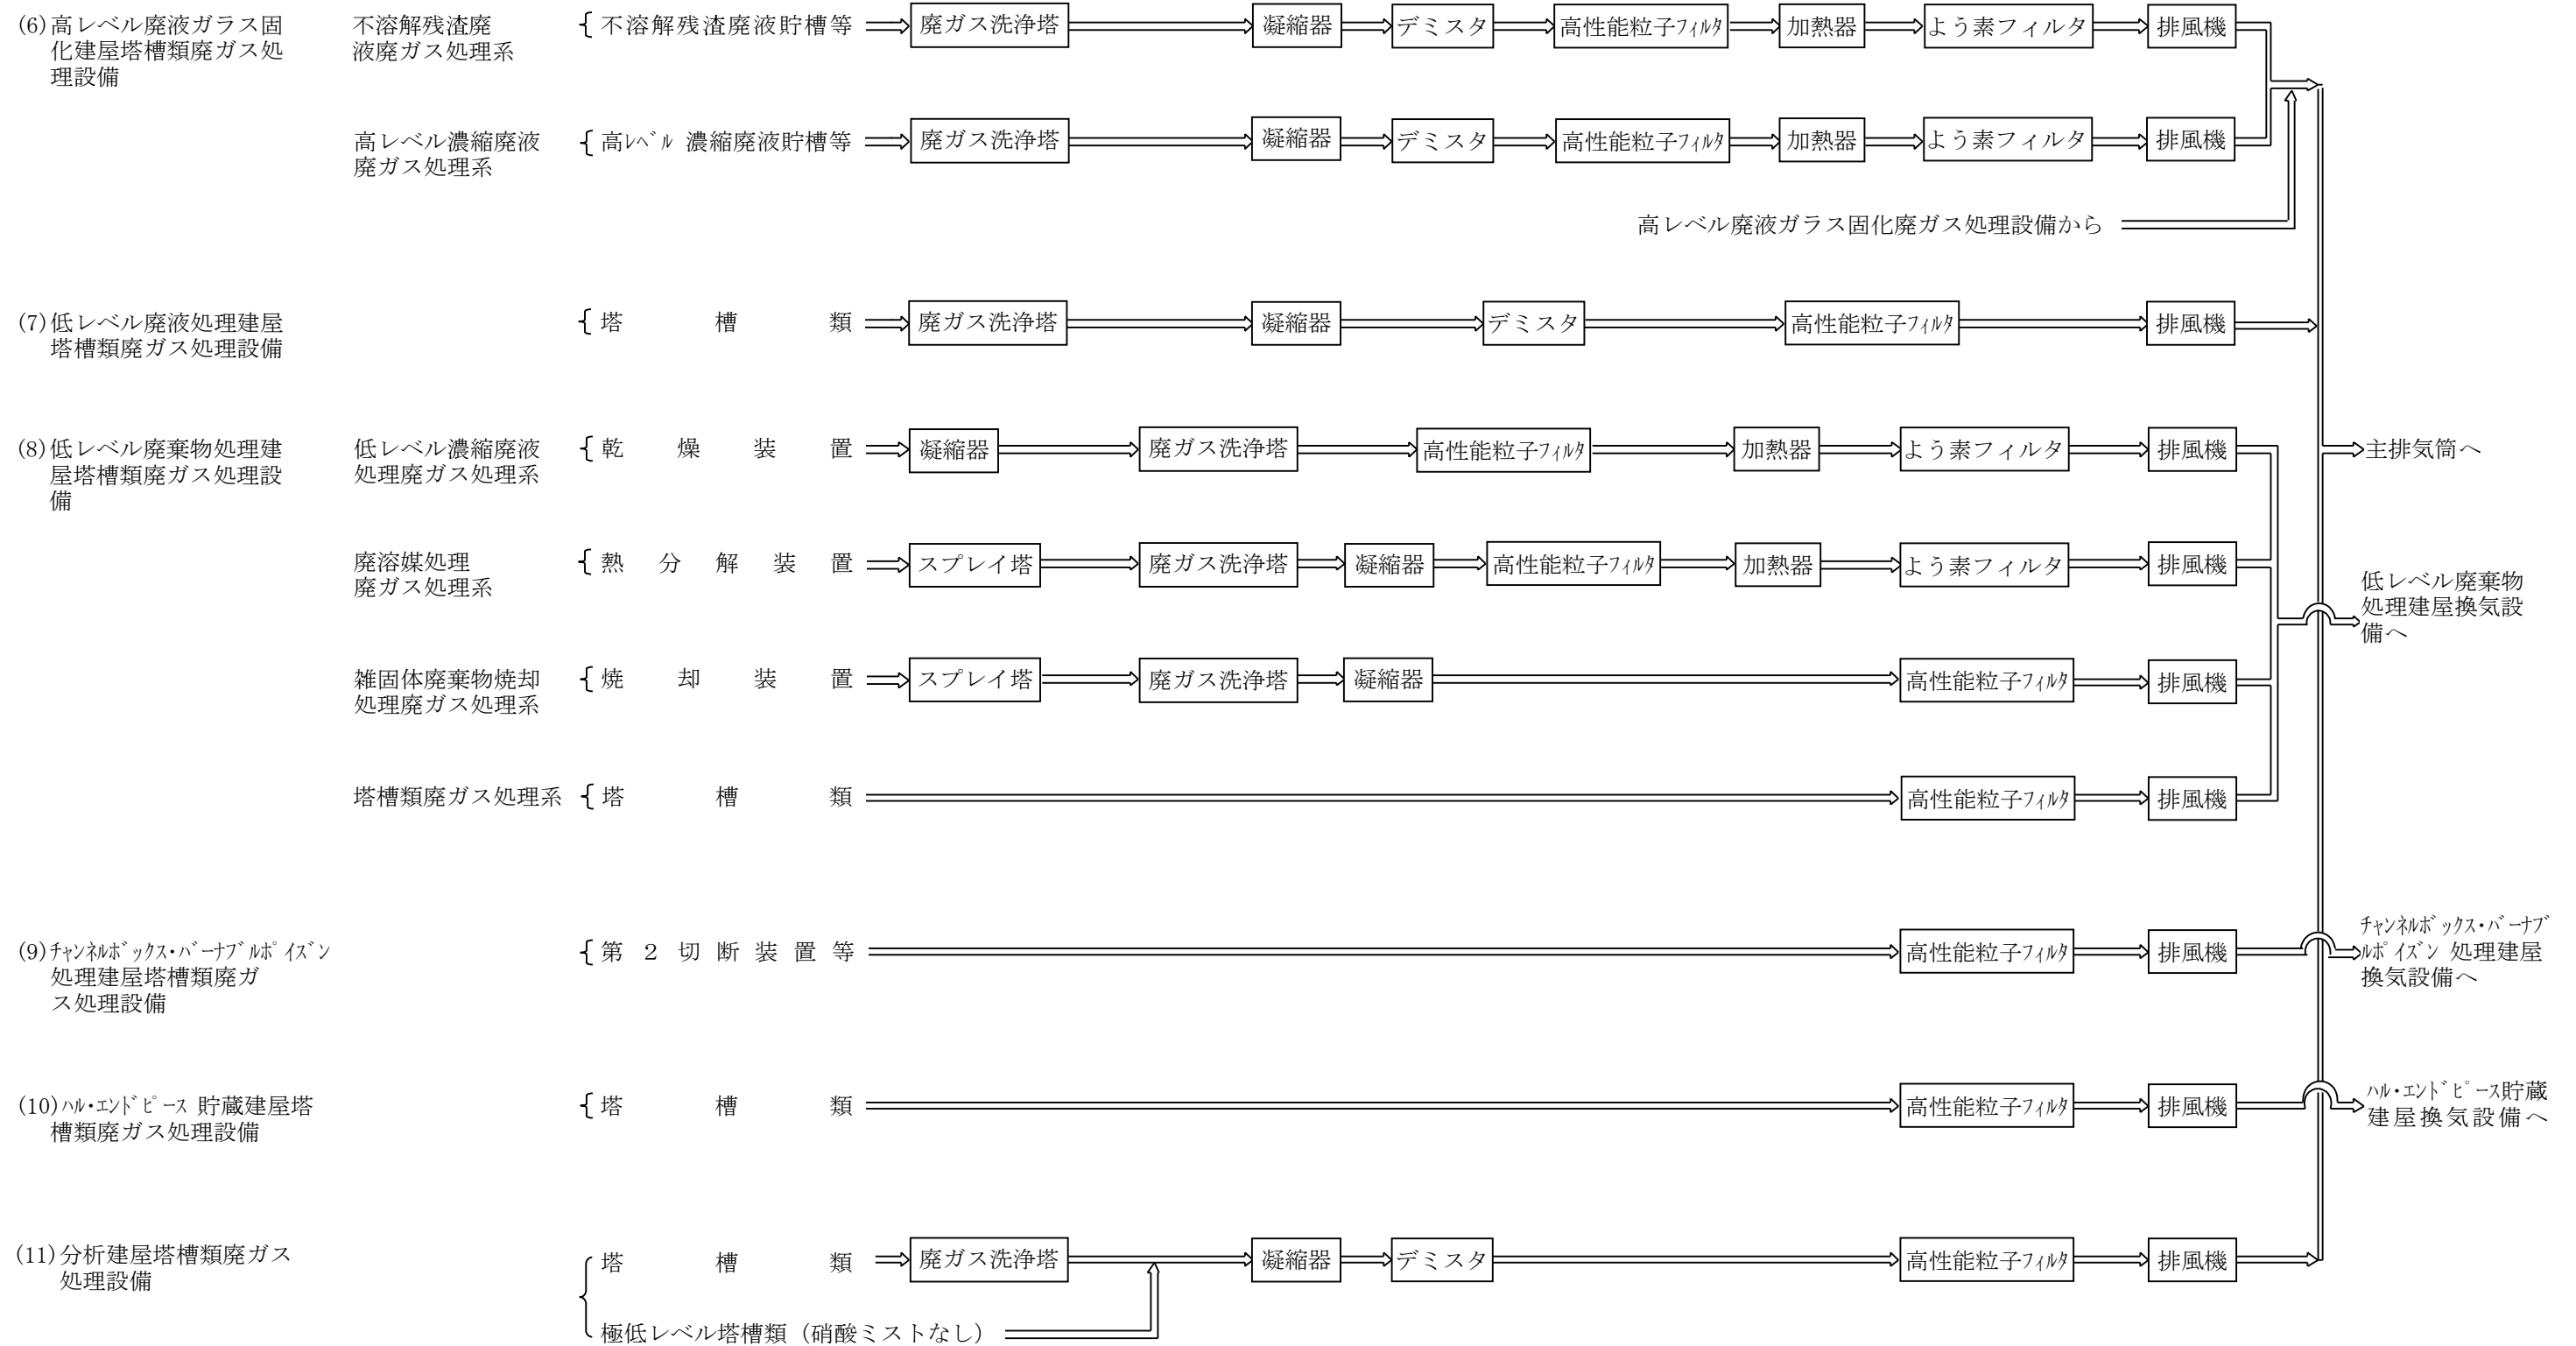 (6)高レベル廃液ガラス固
化建屋塔槽類廃ガス処
理設備
不溶解残渣廃
液廃ガス処理系
不溶解残渣廃液貯槽等
廃ガス洗浄塔
凝縮器
デミスタ
高性能粒子フィルタ
加熱器
よう素フィルタ
排風機
高レベル濃縮廃液
廃ガス処理系
高ﾚﾍﾞﾙ 濃縮廃液貯槽等
廃ガス洗浄塔
凝縮器
デミスタ
高性能粒子ﾌｨﾙﾀ
加熱器
よう素フィルタ
排風機
高レベル廃液ガラス固化廃ガス処理設備から
(7)低レベル廃液処理建屋
塔槽類廃ガス処理設備
塔槽類
廃ガス洗浄塔
凝縮器
デミスタ
高性能粒子ﾌｨﾙﾀ
排風機
(8)低レベル廃棄物処理建
屋塔槽類廃ガス処理設
備
低レベル濃縮廃液
処理廃ガス処理系
乾燥装置
凝縮器
廃ガス洗浄塔
高性能粒子ﾌｨﾙﾀ
加熱器
よう素フィルタ
排風機
主排気筒へ
廃溶媒処理
廃ガス処理系
熱分解装置
スプレイ塔
廃ガス洗浄塔
凝縮器
高性能粒子ﾌｨﾙﾀ
加熱器
よう素フィルタ
排風機
低レベル廃棄物
処理建屋換気設
備へ
雑固体廃棄物焼却
処理廃ガス処理系
焼却装置
スプレイ塔
廃ガス洗浄塔
凝縮器
高性能粒子ﾌｨﾙﾀ
排風機
塔槽類廃ガス処理系
塔槽類
高性能粒子ﾌｨﾙﾀ
排風機
(9)ﾁｬﾝﾈﾙﾎﾞｯｸｽ・ﾊﾞｰﾅﾌﾞﾙﾎﾟｲｽﾞﾝ
処理建屋塔槽類廃ガ
ス処理設備
第２切断装置等
高性能粒子ﾌｨﾙﾀ
排風機
ﾁｬﾝﾈﾙﾎﾞｯｸｽ・ﾊﾞｰﾅﾌﾞ
ﾙﾎﾟｲｽﾞﾝ 処理建屋
換気設備へ
(10)ﾊﾙ・ｴﾝﾄﾞﾋﾟｰｽ 貯蔵建屋塔
槽類廃ガス処理設備
塔槽類
高性能粒子ﾌｨﾙﾀ
排風機
ﾊﾙ・ｴﾝﾄﾞﾋﾟｰｽ貯蔵
建屋換気設備へ
(11)分析建屋塔槽類廃ガス
処理設備
塔槽類
廃ガス洗浄塔
凝縮器
デミスタ
高性能粒子ﾌｨﾙﾀ
排風機
極低レベル塔槽類（硝酸ミストなし）